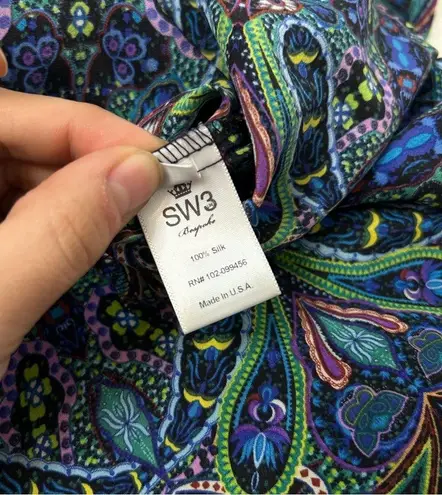 SW3
Bespoke
100% Silk
RN# 102-099456
Made In U.S.A.